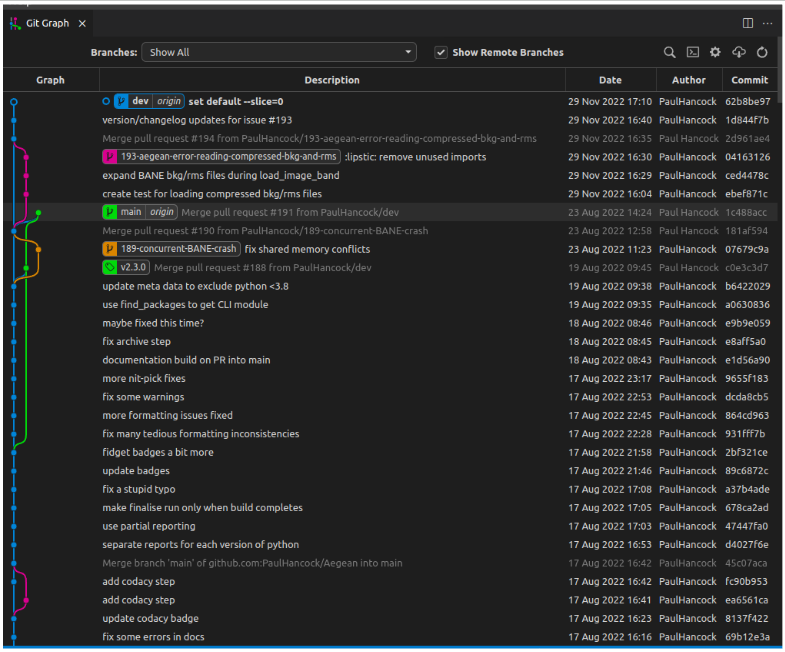 Git Graph
Branches: Show All Show Remote Branches
Graph Description Date Author Commit
dev origin set default --slice=0 29 Nov 2022 17:10 PaulHancock 62b8be97
version/changelog updates for issue #193 29 Nov 2022 16:40 PaulHancock 1d844f7b
Merge pull request #194 from PaulHancock/193-aegean-error-reading-compressed-bkg-and-rms 29 Nov 2022 16:35 Paul Hancock 2d961ae4
193-aegean-error-reading-compressed-bkg-and-rms :lipstic: remove unused imports 29 Nov 2022 16:30 PaulHancock 04163126
expand BANE bkg/rms files during load_image_band 29 Nov 2022 16:29 PaulHancock ced4478c
create test for loading compressed bkg/rms files 29 Nov 2022 16:04 PaulHancock ebef871c
main origin Merge pull request #191 from PaulHancock/dev 23 Aug 2022 14:24 Paul Hancock 1c488acc
Merge pull request #190 from PaulHancock/189-concurrent-BANE-crash 23 Aug 2022 12:58 Paul Hancock 181af594
189-concurrent-BANE-crash fix shared memory conflicts 23 Aug 2022 11:23 PaulHancock 07679c9a
v2.3.0 Merge pull request #188 from PaulHancock/dev 19 Aug 2022 09:45 Paul Hancock c0e3c3d7
update meta data to exclude python <3.8 19 Aug 2022 09:38 PaulHancock b6422029
use find_packages to get CLI module 19 Aug 2022 09:35 PaulHancock a0630836
maybe fixed this time? 18 Aug 2022 08:46 PaulHancock e9b9e059
fix archive step 18 Aug 2022 08:45 PaulHancock e8aff5a0
documentation build on PR into main 18 Aug 2022 08:43 PaulHancock e1d56a90
more nit-pick fixes 17 Aug 2022 23:17 PaulHancock 9655f183
fix some warnings 17 Aug 2022 22:53 PaulHancock dcda8cb5
more formatting issues fixed 17 Aug 2022 22:45 PaulHancock 864cd963
fix many tedious formatting inconsistencies 17 Aug 2022 22:28 PaulHancock 931fff7b
fidget badges a bit more 17 Aug 2022 21:58 PaulHancock 2bf321ce
update badges 17 Aug 2022 21:46 PaulHancock 89c6872c
fix a stupid typo 17 Aug 2022 17:08 PaulHancock a37b4ade
make finalise run only when build completes 17 Aug 2022 17:05 PaulHancock 678ca2ad
use partial reporting 17 Aug 2022 17:03 PaulHancock 47447fa0
separate reports for each version of python 17 Aug 2022 16:53 PaulHancock d4027f6e
Merge branch 'main' of github.com:PaulHancock/Aegean into main 17 Aug 2022 16:42 PaulHancock 45c07aca
add codacy step 17 Aug 2022 16:42 PaulHancock fc90b953
add codacy step 17 Aug 2022 16:41 PaulHancock ea6561ca
update codacy badge 17 Aug 2022 16:23 PaulHancock 8137f422
fix some errors in docs 17 Aug 2022 16:16 PaulHancock 69b12e3a